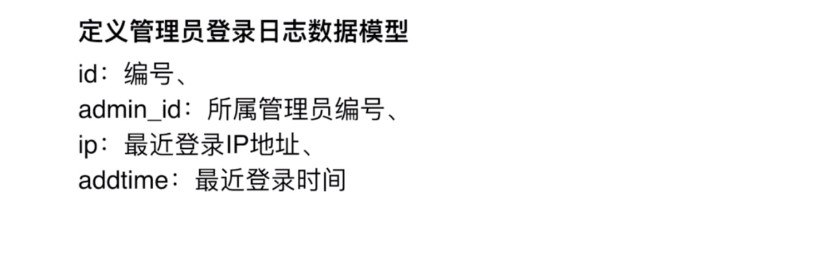 定义管理员登录日志数据模型
id：编号、
admin_id：所属管理员编号、
ip：最近登录IP地址、
addtime：最近登录时间